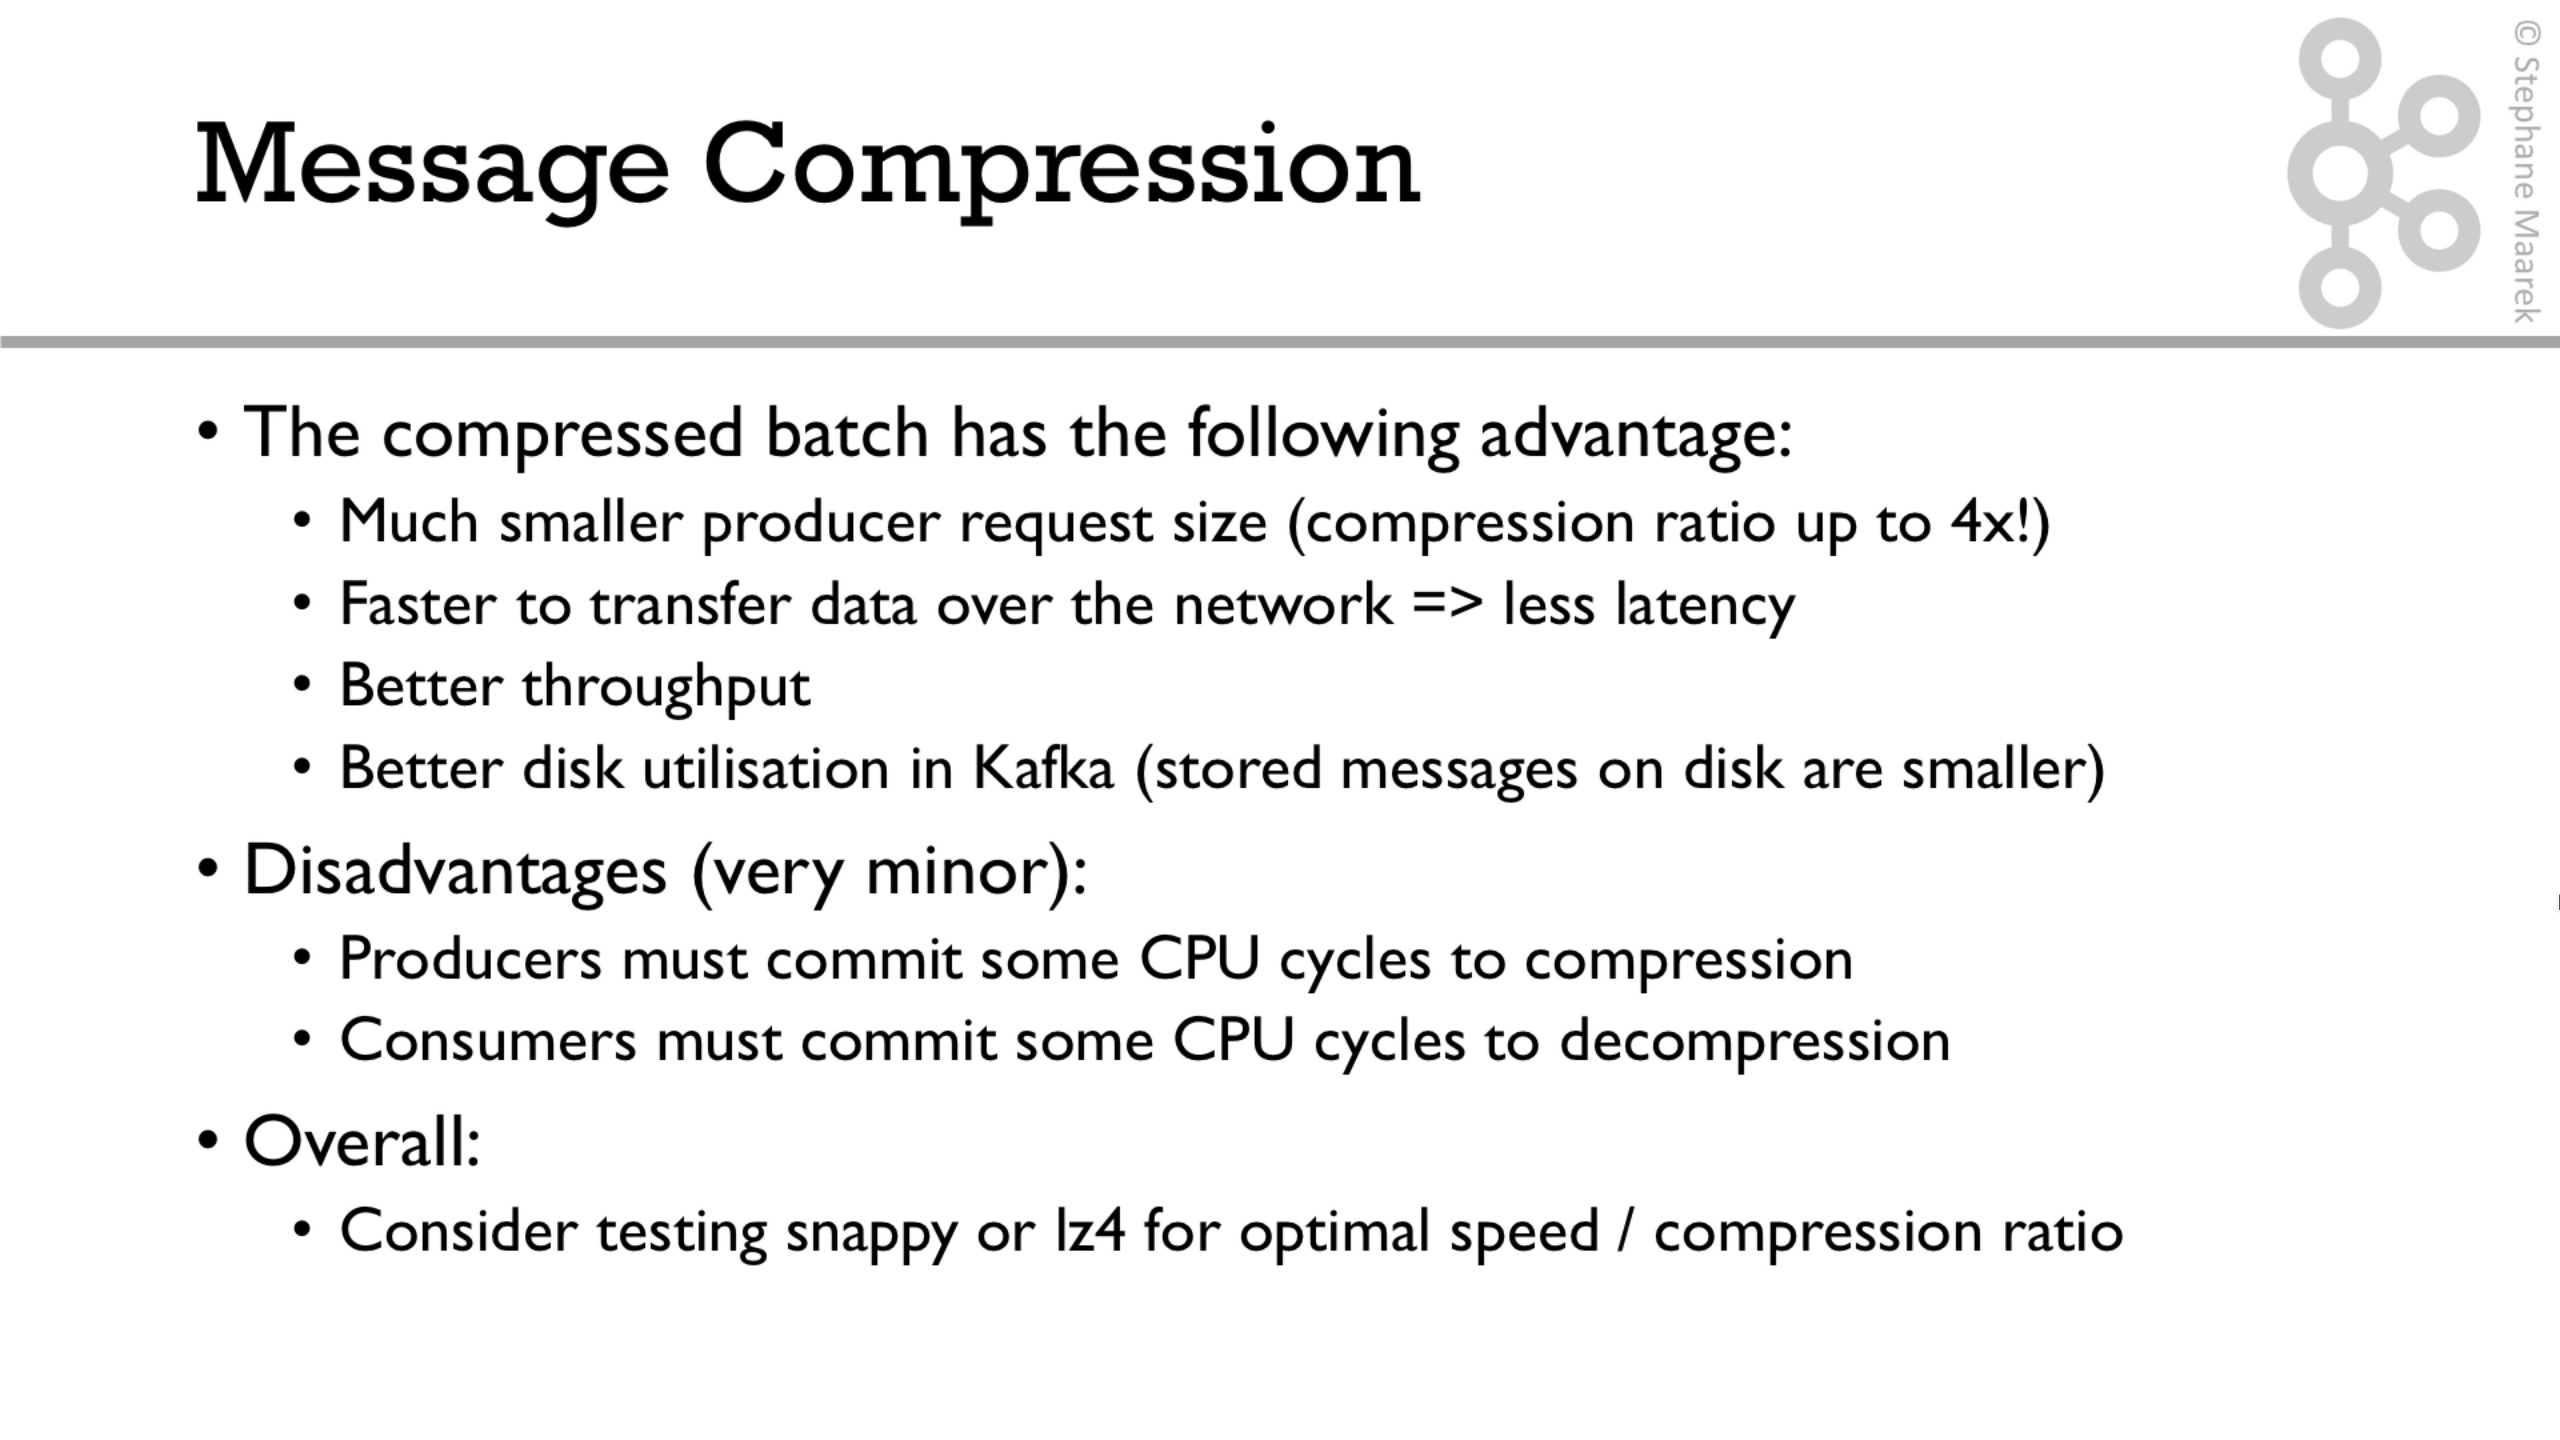 Message Compression
© Stephane Maarek
• The compressed batch has the following advantage:
• Much smaller producer request size (compression ratio up to 4x!)
• Faster to transfer data over the network => less latency
• Better throughput
• Better disk utilisation in Kafka (stored messages on disk are smaller)
• Disadvantages (very minor):
• Producers must commit some CPU cycles to compression
• Consumers must commit some CPU cycles to decompression
• Overall:
• Consider testing snappy or lz4 for optimal speed / compression ratio